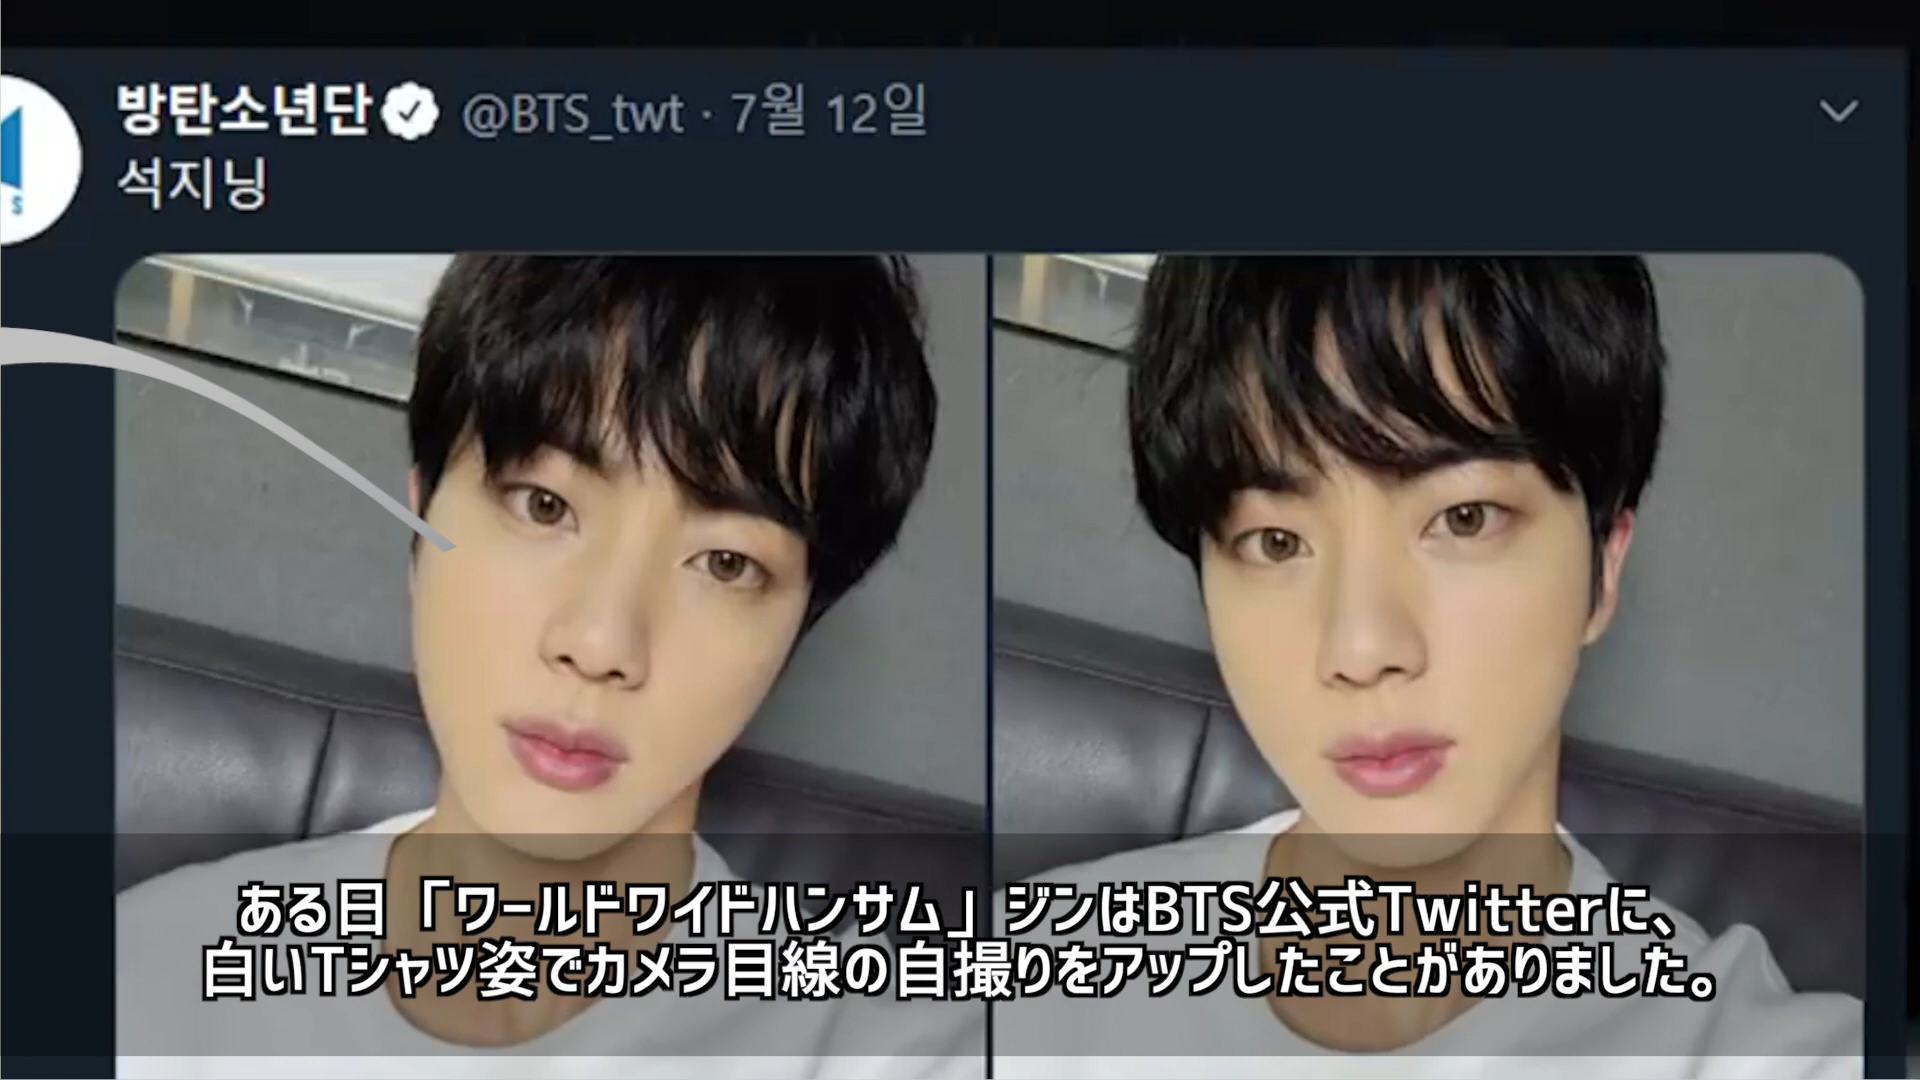 방탄소년단 @BTS_twt · 7월 12일
석지닝
S
ある日「ワールドワイドハンサム」ジンはBTS公式Twitterに、
白いTシャツ姿でカメラ目線の自撮りをアップしたことがありました。